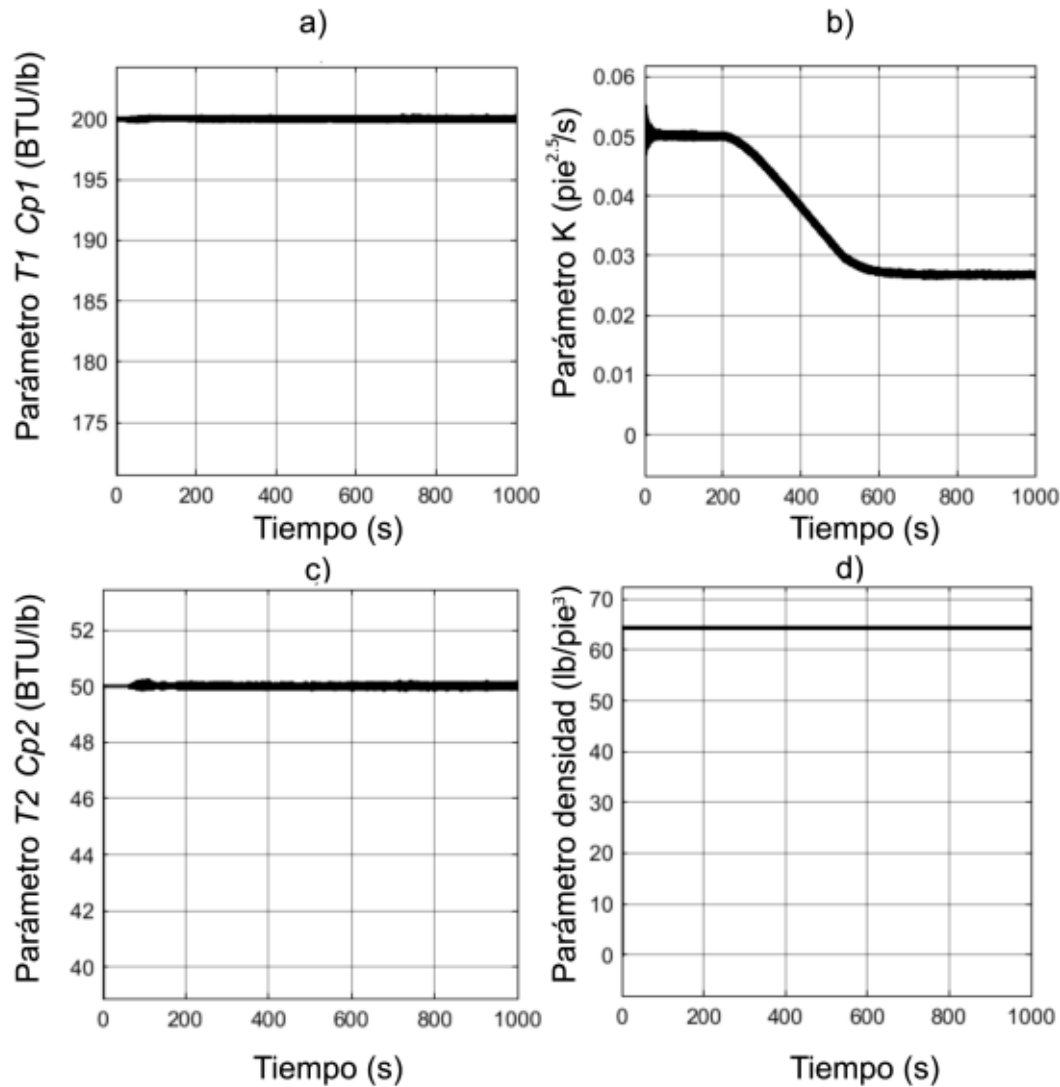 a)
Parámetro T1 Cp1 (BTU/lb)
200
195
190
185
180
175
0 200 400 600 800 1000
Tiempo (s)
b)
Parámetro K (pie^2.5/s)
0.06
0.05
0.04
0.03
0.02
0.01
0
0 200 400 600 800 1000
Tiempo (s)
c)
Parámetro T2 Cp2 (BTU/lb)
52
50
48
46
44
42
40
0 200 400 600 800 1000
Tiempo (s)
d)
Parámetro densidad (lb/pie³)
70
60
50
40
30
20
10
0
0 200 400 600 800 1000
Tiempo (s)